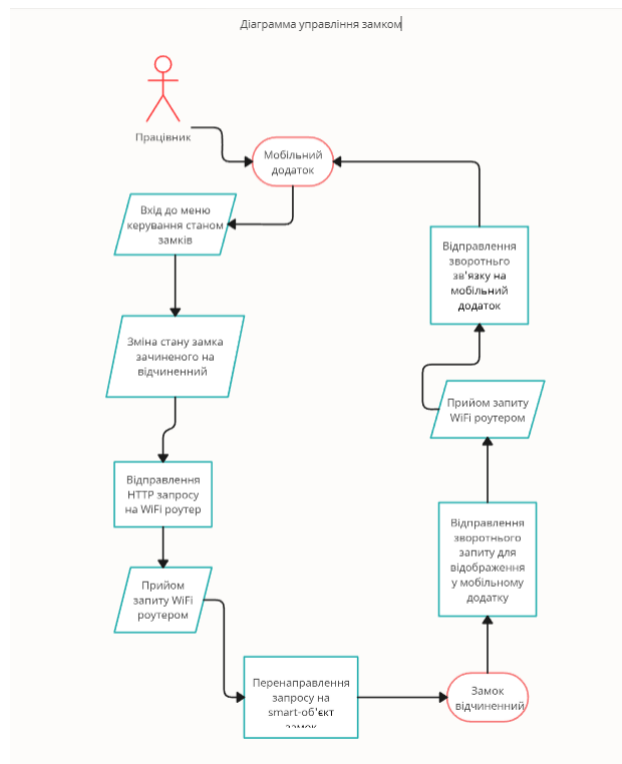 Діаграмма управління замком
Працівник
Мобільний
додаток
Вхід до меню
керування станом
замків
Зміна стану замка
зачиненого на
відчиненний
Відправлення
HTTP запросу
на WiFi роутер
Прийом
запиту WiFi
роутером
Перенаправлення
запросу на
smart-об'єкт
замок
Замок
відчиненний
Відправлення
зворотнього
запиту для
відображення
у мобільному
додатку
Прийом запиту
WiFi роутером
Відправлення
зворотньго
зв'язку на
мобільний
додаток